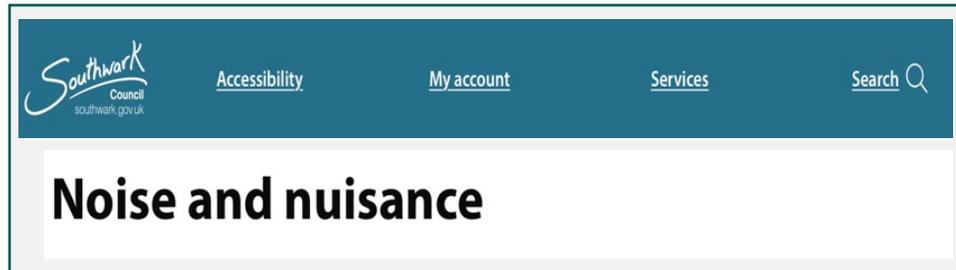 Southwark
Council
southwark.gov.uk
Accessibility My account Services Search
Noise and nuisance